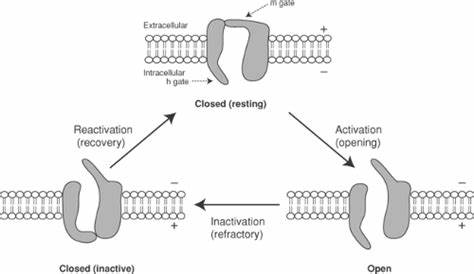 m gate
Extracellular
+
Intracellular
−
h gate
Closed (resting)
Reactivation
(recovery)
Activation
(opening)
−
−
+
Inactivation
(refractory)
+
Closed (inactive)
Open